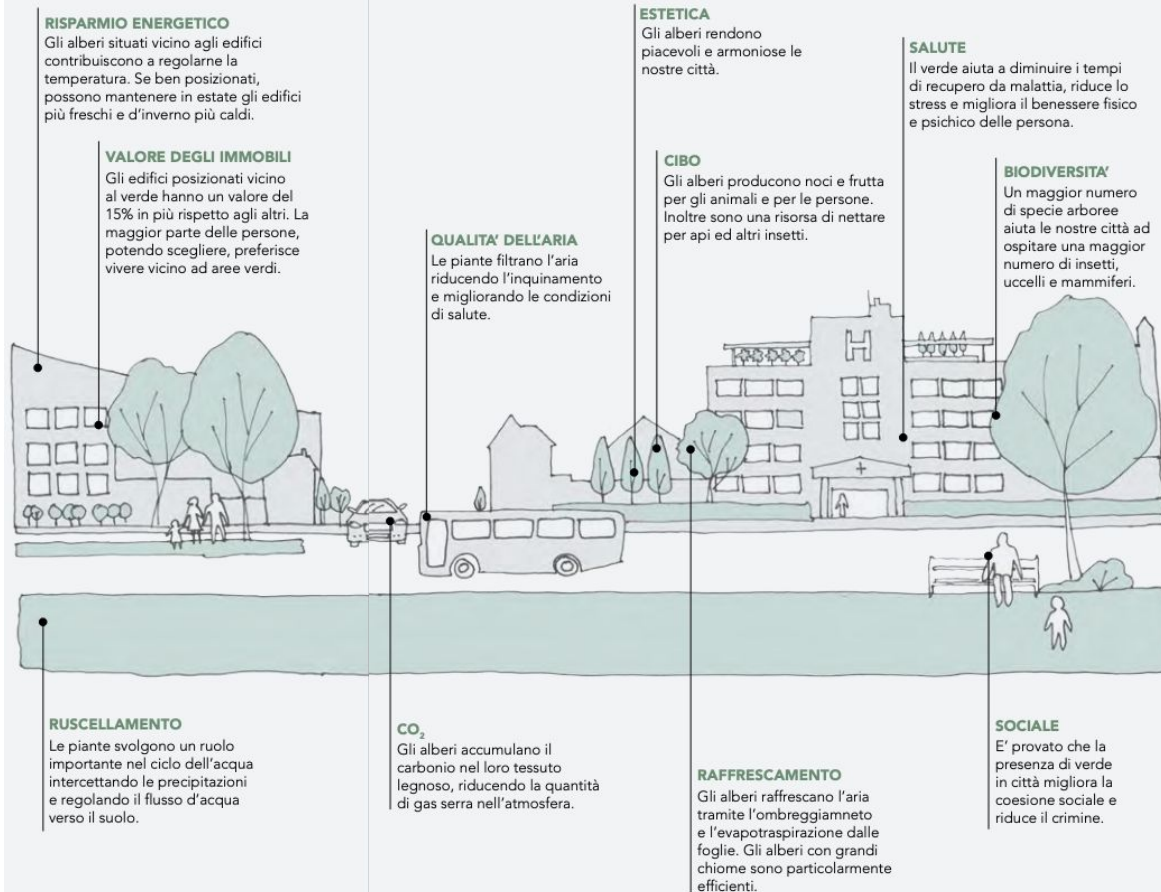 RISPARMIO ENERGETICO
Gli alberi situati vicino agli edifici
contribuiscono a regolarne la
temperatura. Se ben posizionati,
possono mantenere in estate gli edifici
più freschi e d'inverno più caldi.
VALORE DEGLI IMMOBILI
Gli edifici posizionati vicino
al verde hanno un valore del
15% in più rispetto agli altri. La
maggior parte delle persone,
potendo scegliere, preferisce
vivere vicino ad aree verdi.
QUALITA' DELL'ARIA
Le piante filtrano l'aria
riducendo l'inquinamento
e migliorando le condizioni
di salute.
ESTETICA
Gli alberi rendono
piacevoli e armoniose le
nostre città.
CIBO
Gli alberi producono noci e frutta
per gli animali e per le persone.
Inoltre sono una risorsa di nettare
per api ed altri insetti.
SALUTE
Il verde aiuta a diminuire i tempi
di recupero da malattia, riduce lo
stress e migliora il benessere fisico
e psichico delle persona.
BIODIVERSITA'
Un maggior numero
di specie arboree
aiuta le nostre città ad
ospitare una maggior
numero di insetti,
uccelli e mammiferi.
H
RUSCELLAMENTO
Le piante svolgono un ruolo
importante nel ciclo dell'acqua
intercettando le precipitazioni
e regolando il flusso d'acqua
verso il suolo.
CO₂
Gli alberi accumulano il
carbonio nel loro tessuto
legnoso, riducendo la quantità
di gas serra nell'atmosfera.
RAFFRESCAMENTO
Gli alberi raffrescano l'aria
tramite l'ombreggiamneto
e l'evapotraspirazione dalle
foglie. Gli alberi con grandi
chiome sono particolarmente
efficienti.
SOCIALE
E' provato che la
presenza di verde
in città migliora la
coesione sociale e
riduce il crimine.